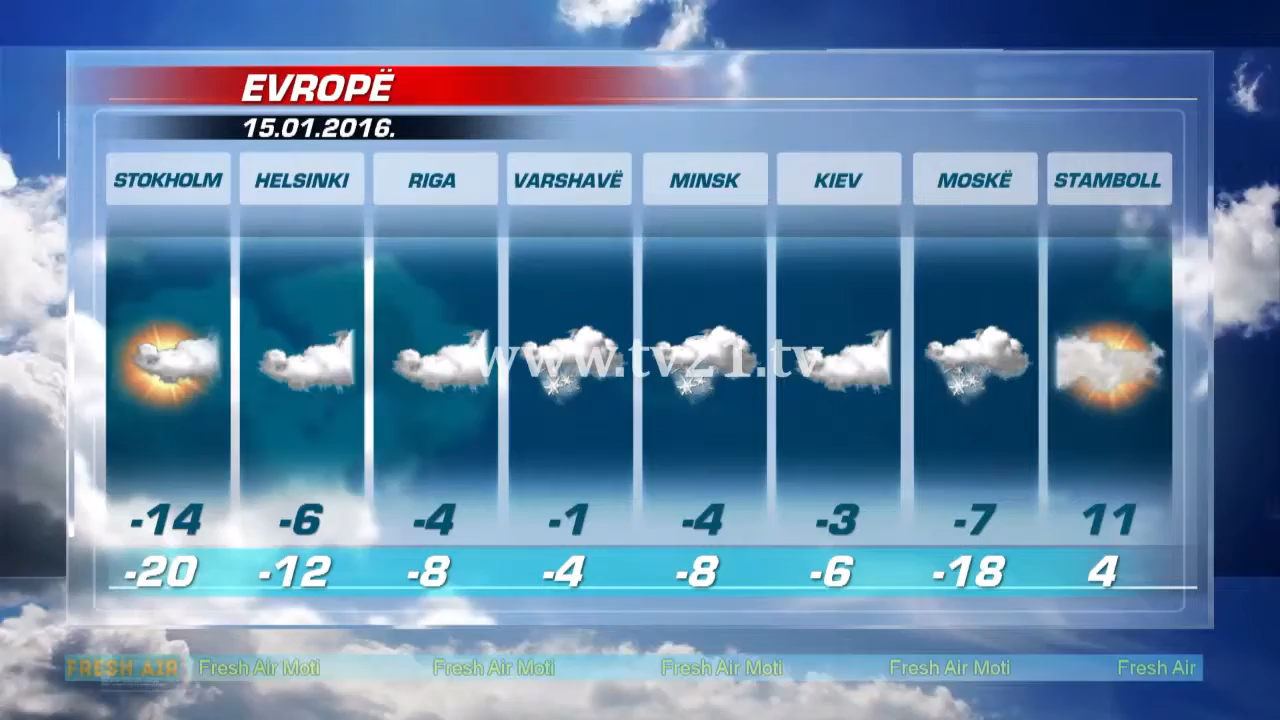 EVROPË
15.01.2016.
STOKHOLM HELSINKI RIGA VARSHAVË MINSK KIEV MOSKË STAMBOLL
www.tv21.tv
-14 -6 -4 -1 -4 -3 -7 11
-20 -12 -8 -4 -8 -6 -18 4
FRESH AIR Fresh Air Moti Fresh Air Moti Fresh Air Moti Fresh Air Moti Fresh Air